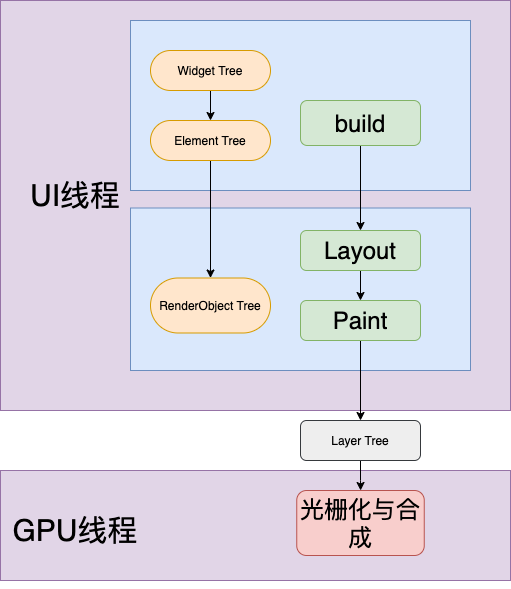 Widget Tree
build
Element Tree
UI线程
Layout
RenderObject Tree
Paint
Layer Tree
GPU线程
光栅化与合
成